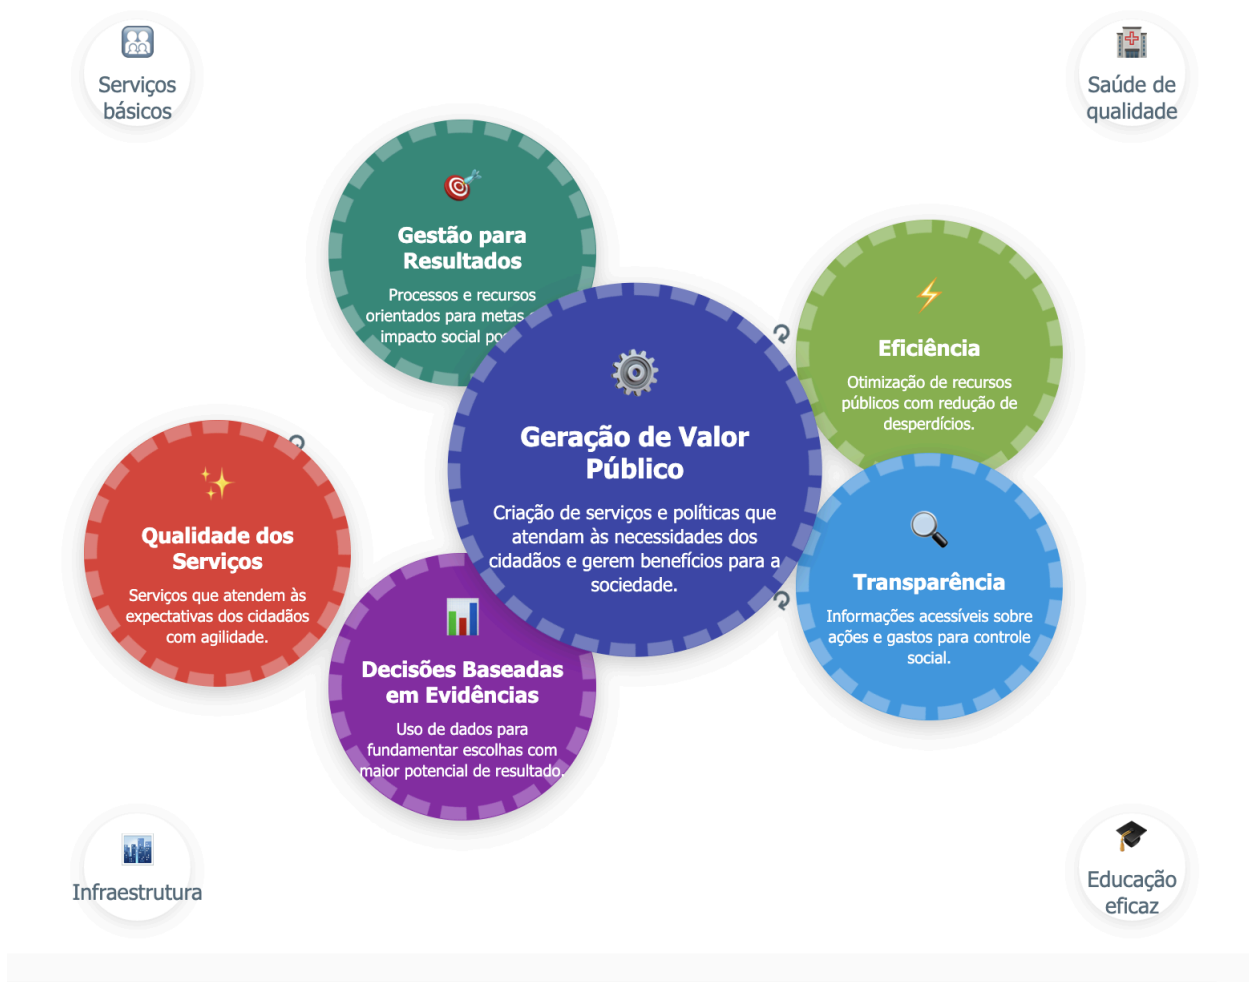 Serviços
básicos
Saúde de
qualidade
Gestão para
Resultados
Processos e recursos
orientados para metas
impacto social
Eficiência
Otimização de recursos
públicos com redução de
desperdícios.
Geração de Valor
Público
Criação de serviços e políticas que
atendam às necessidades dos
cidadãos e gerem benefícios para a
sociedade.
Qualidade dos
Serviços
Serviços que atendem às
expectativas dos cidadãos
com agilidade.
Transparência
Informações acessíveis sobre
ações e gastos para controle
social.
Decisões Baseadas
em Evidências
Uso de dados para
fundamentar escolhas com
maior potencial de resultado.
Infraestrutura
Educação
eficaz